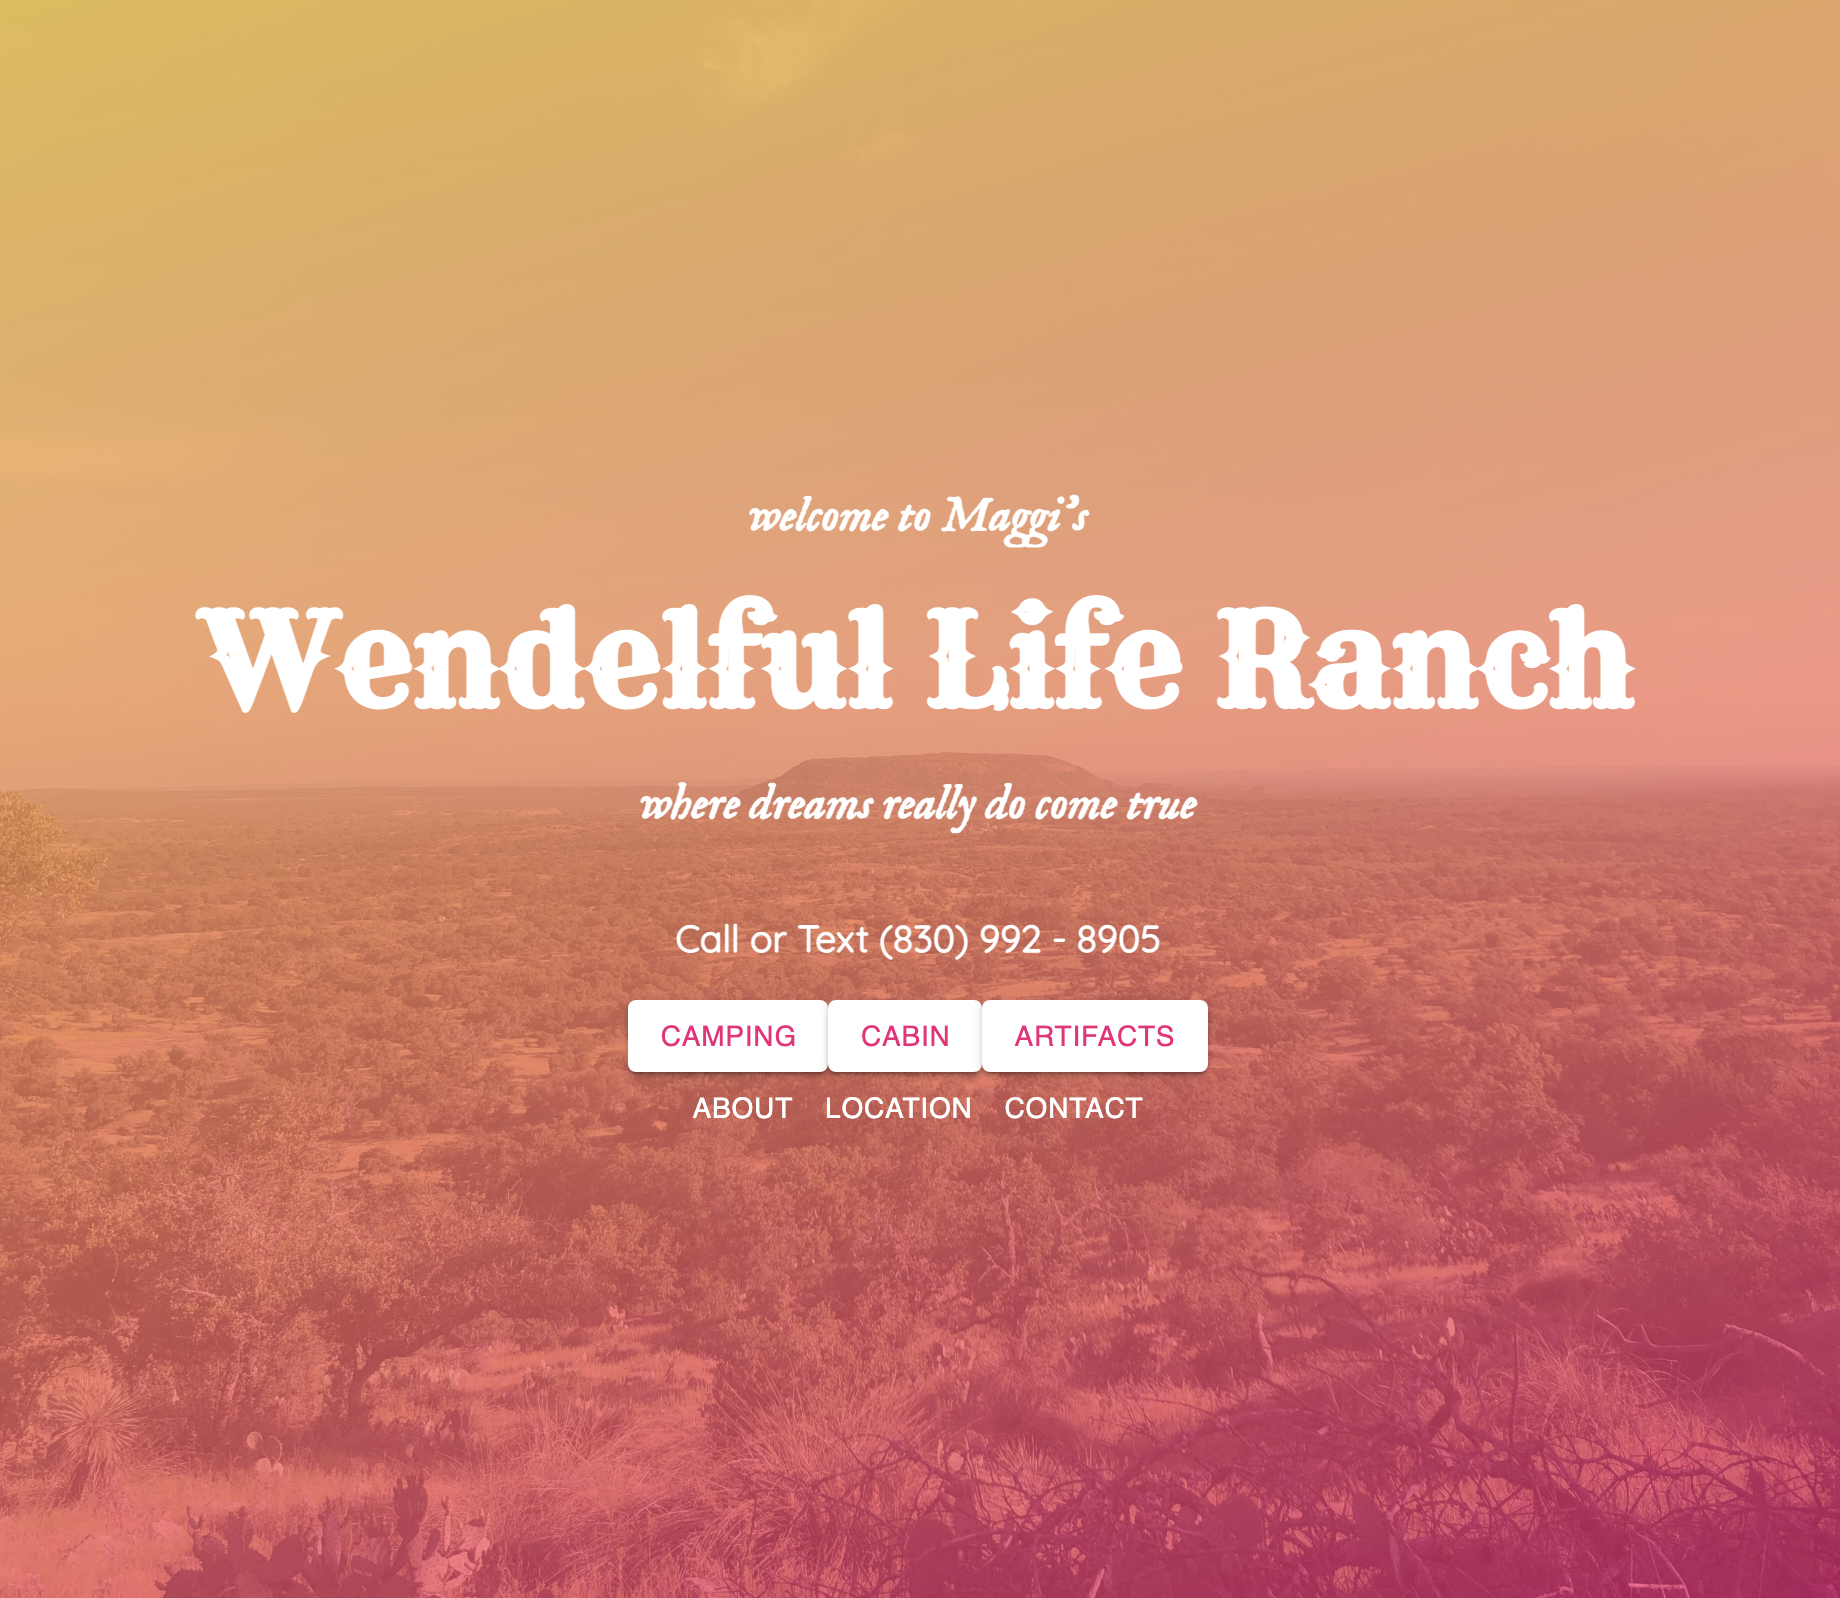 welcome to Maggi's
Wendelful Life Ranch
where dreams really do come true
Call or Text (830) 992 - 8905
CAMPING CABIN ARTIFACTS
ABOUT LOCATION CONTACT